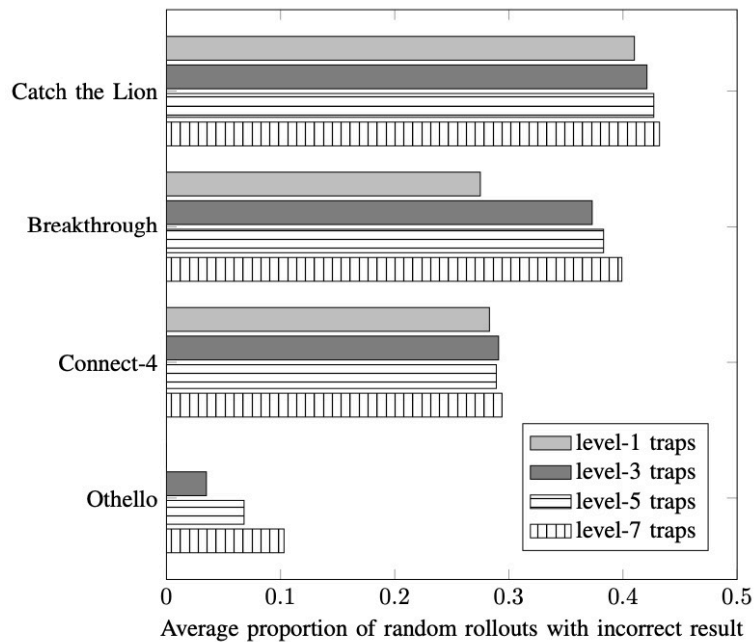 Catch the Lion
Breakthrough
Connect-4
Othello
level-1 traps
level-3 traps
level-5 traps
level-7 traps
0 0.1 0.2 0.3 0.4 0.5
Average proportion of random rollouts with incorrect result